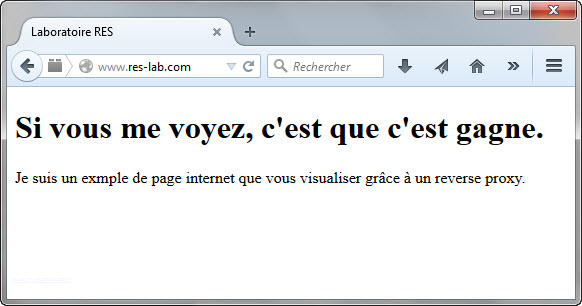 Laboratoire RES
www.res-lab.com
Rechercher
Si vous me voyez, c'est que c'est gagne.
Je suis un exmple de page internet que vous visualiser grâce à un reverse proxy.